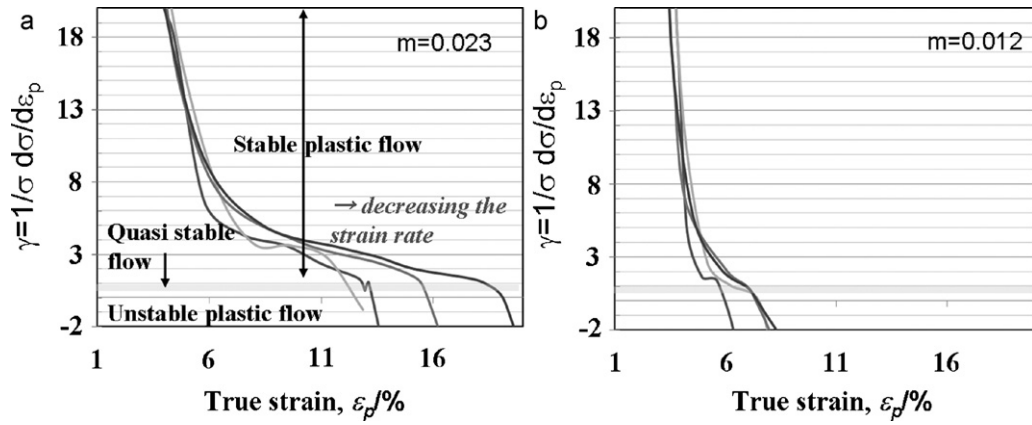 a
m=0.023
18
13
8
3
-2
γ=1/σ dσ/dεp
Stable plastic flow
→ decreasing the
strain rate
Quasi stable
flow
Unstable plastic flow
1 6 11 16
True strain, εp/%
b
m=0.012
18
13
8
3
-2
γ=1/σ dσ/dεp
1 6 11 16
True strain, εp/%